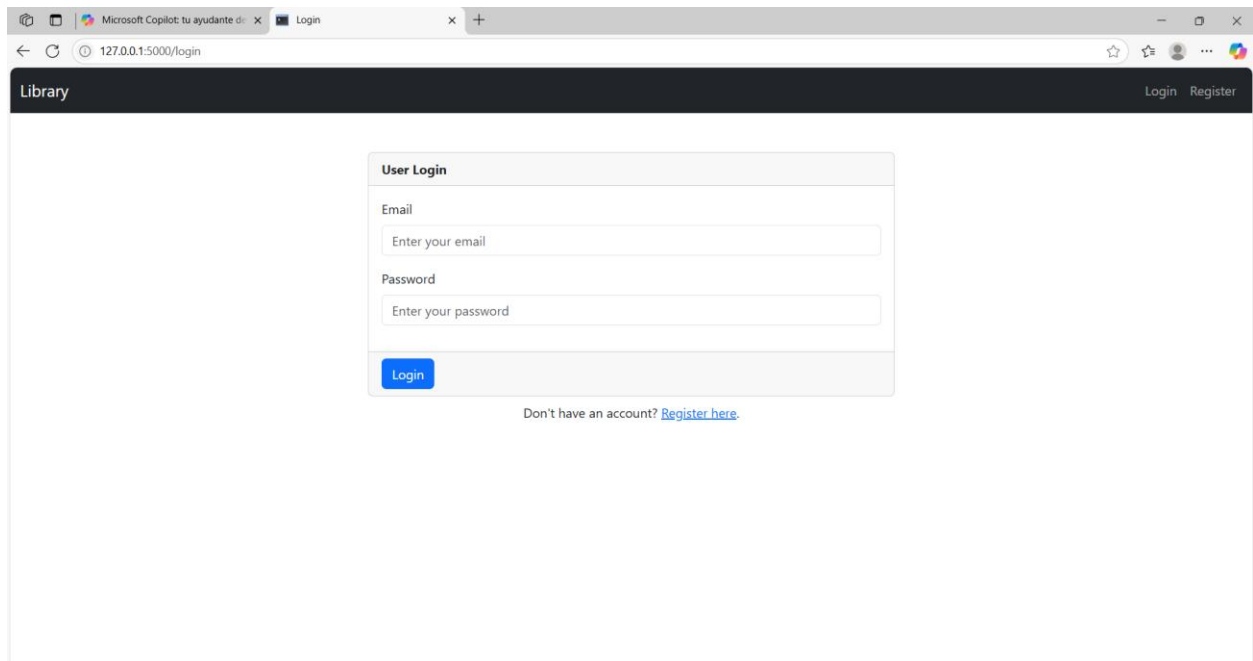 Microsoft Copilot: tu ayudante de
Login
127.0.0.1:5000/login
Library
Login Register
User Login
Email
Enter your email
Password
Enter your password
Login
Don't have an account? Register here.